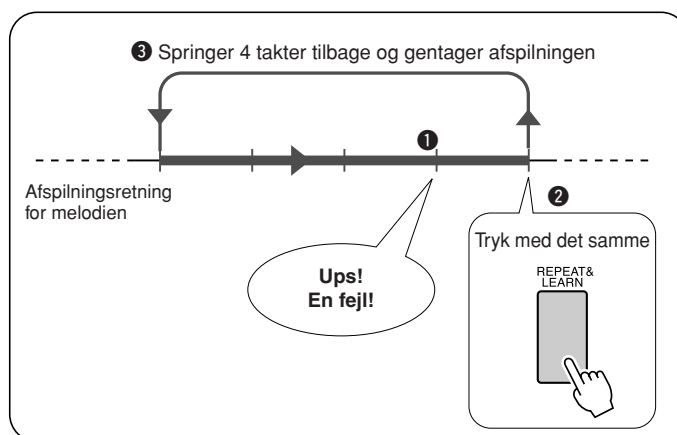 ❸ Springer 4 takter tilbage og gentager afspilningen
❶
Afspilningsretning
for melodien
❷
Tryk med det samme
REPEAT&
LEARN
Ups!
En fejl!